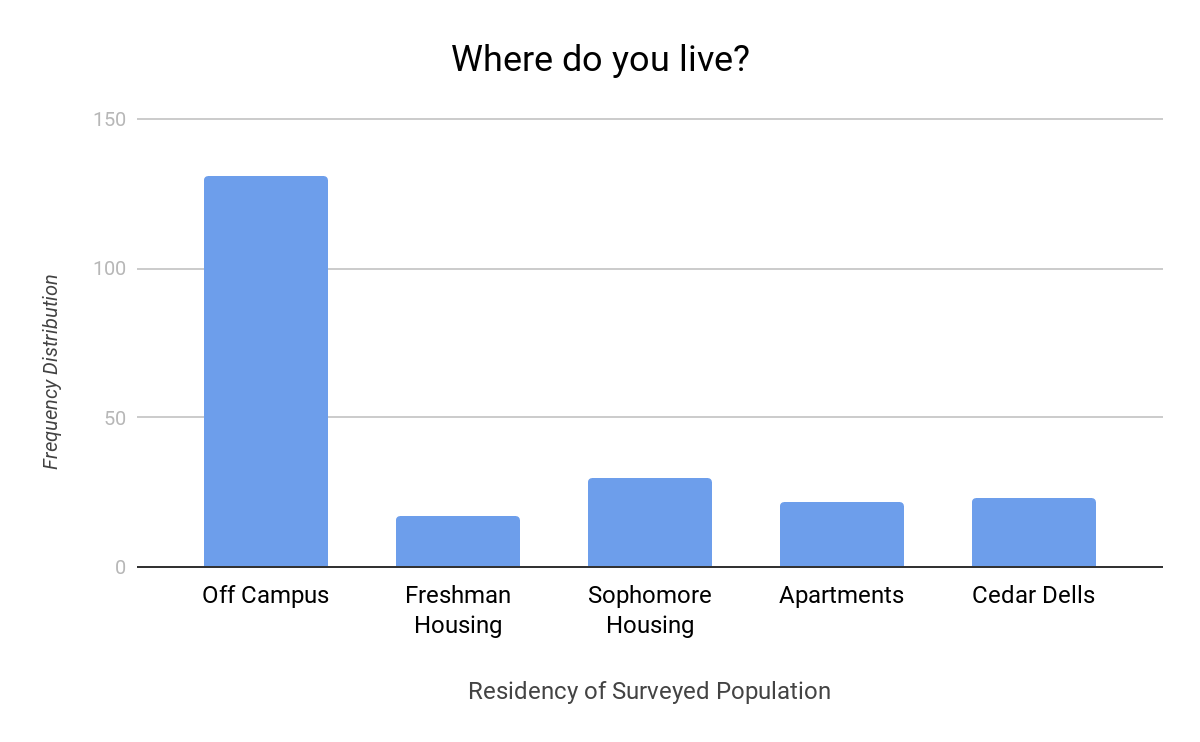 Where do you live?
150
100
50
0
Frequency Distribution
Off Campus
Freshman
Housing
Sophomore
Housing
Apartments
Cedar Dells
Residency of Surveyed Population